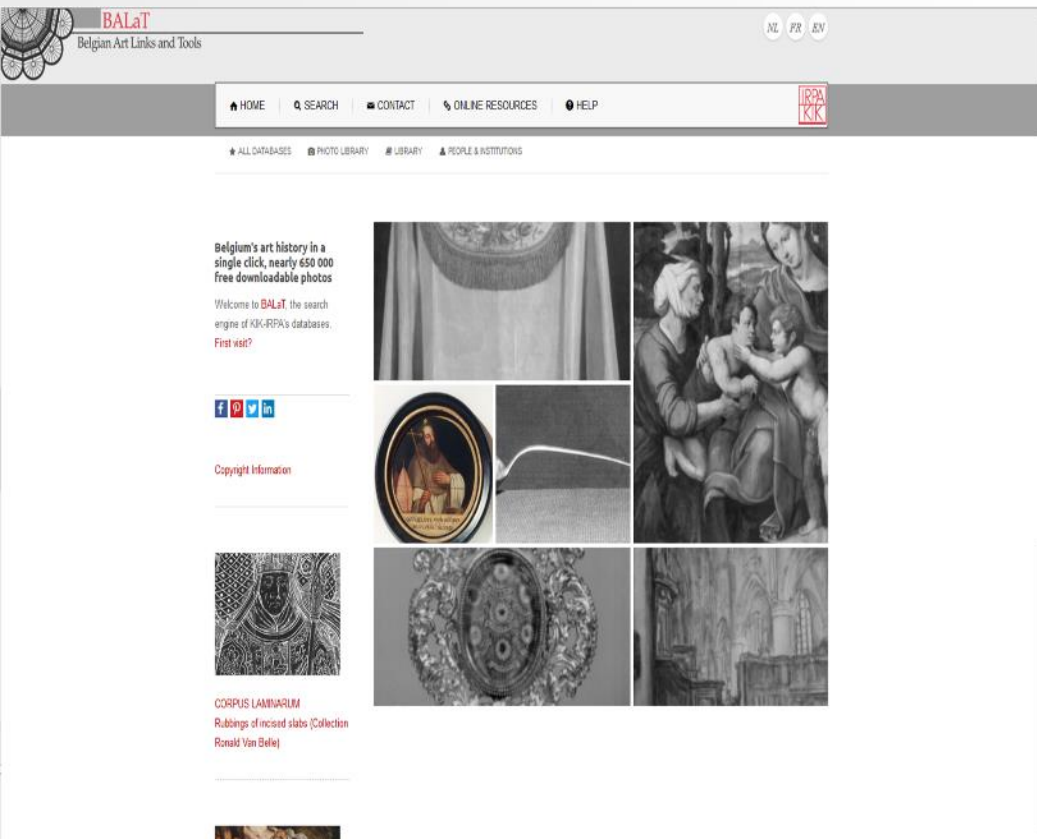 BALaT
Belgian Art Links and Tools
NL FR EN
HOME SEARCH CONTACT ONLINE RESOURCES HELP
IRPA
KIK
ALL DATABASES PHOTO LIBRARY LIBRARY PEOPLE & INSTITUTIONS
Belgium's art history in a
single click, nearly 650 000
free downloadable photos
Welcome to BALaT, the search
engine of KIK-IRPA's databases.
First visit?
Copyright Information
CORPUS LAMINARUM
Rubbings of incised slabs (Collection
Ronald Van Belle)